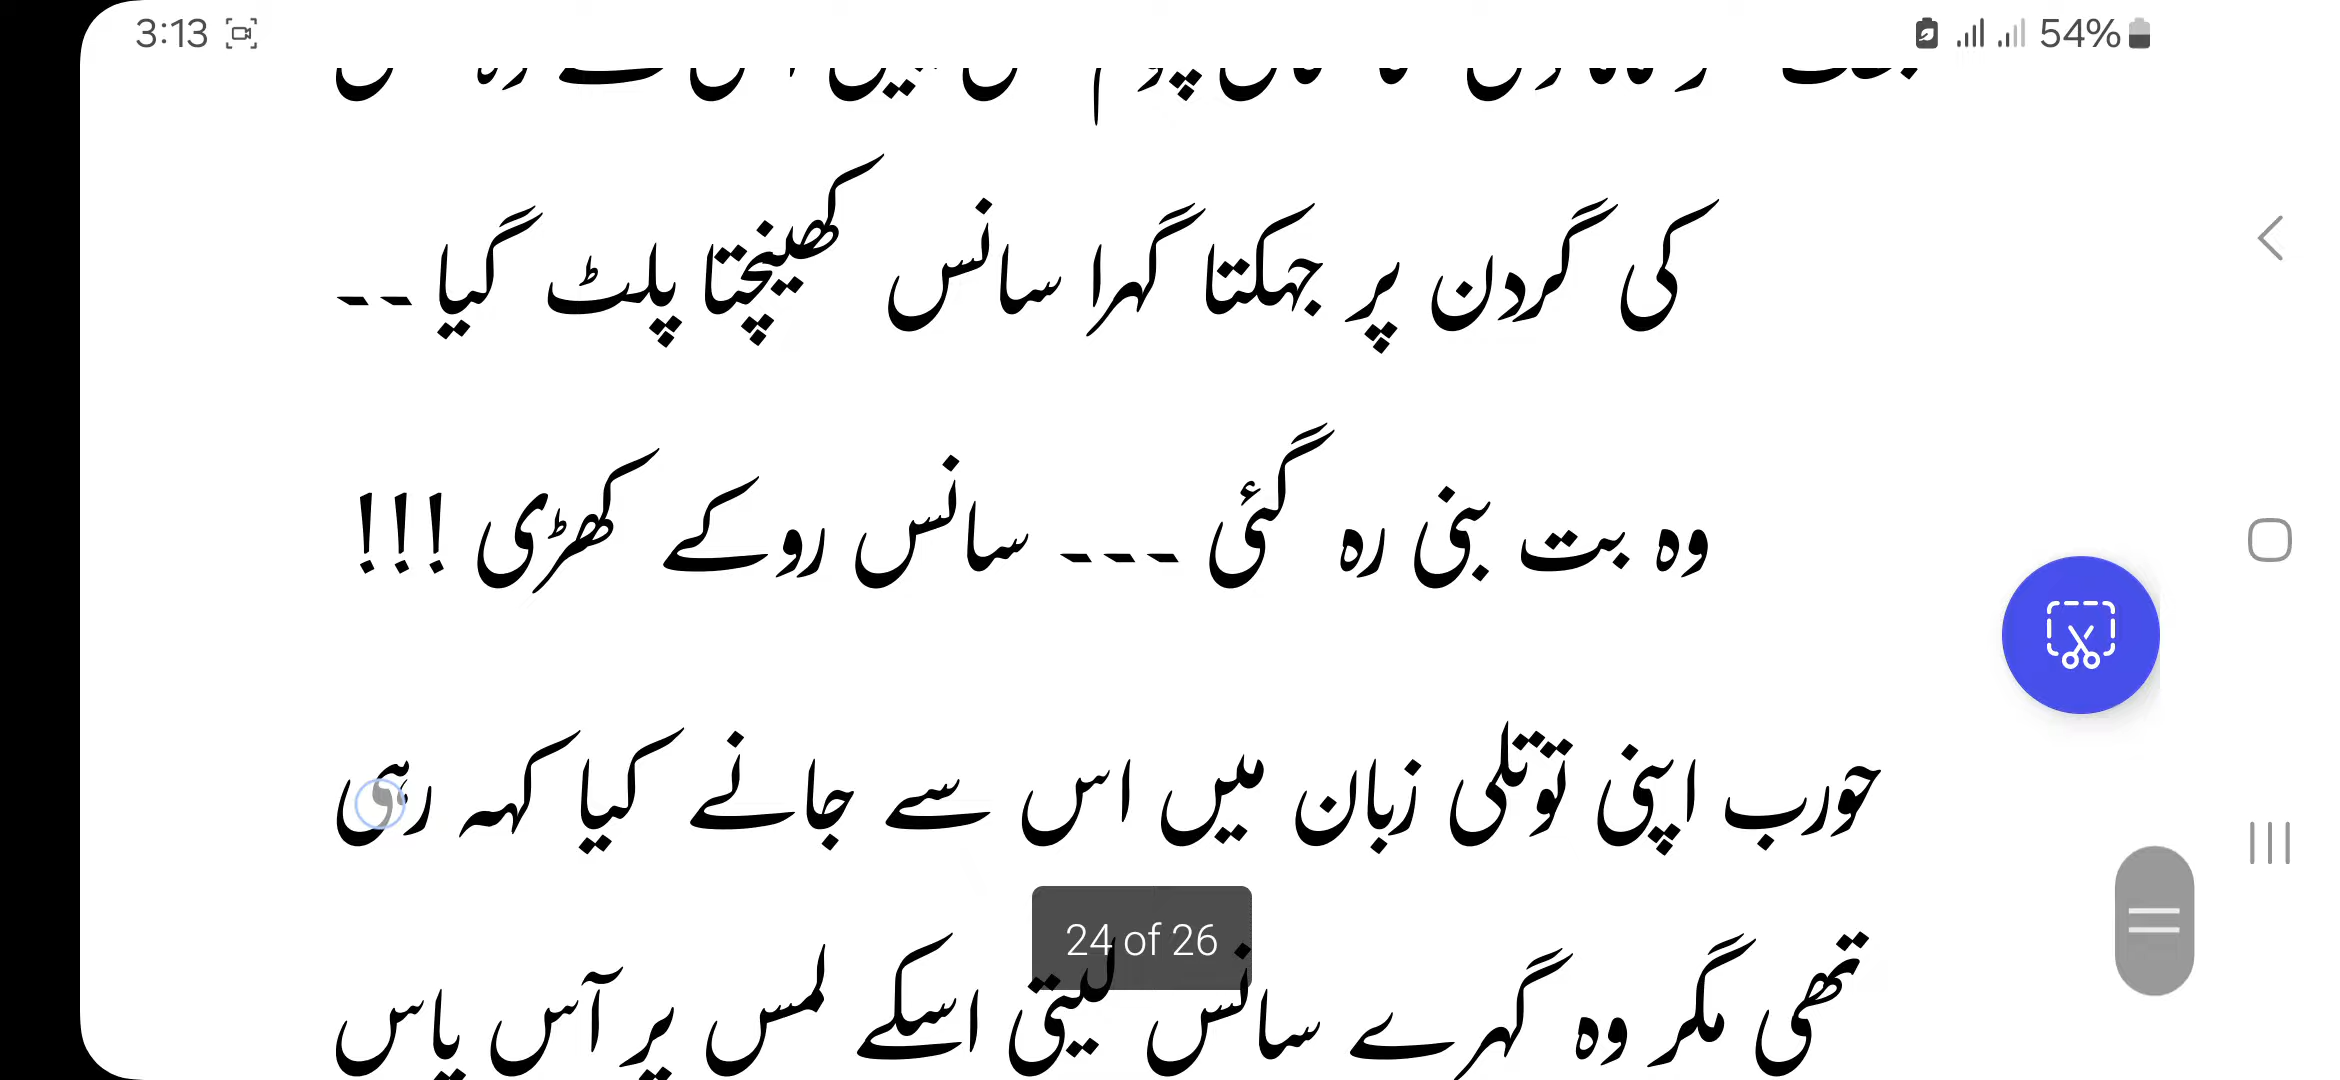 3:13
54%
کی گردن پر جہکتا گہرا سانس کھینچتا پلٹ گیا --
وہ بت بنی رہ گئی --- سانس روکے کھڑی !!!
حورب اپنی توتلی زبان میں اس سے جانے کیا کہہ رہی
24 of 26
تھی مگر وہ گہرے سانس لیتی اسکے لمس پر آس پاس